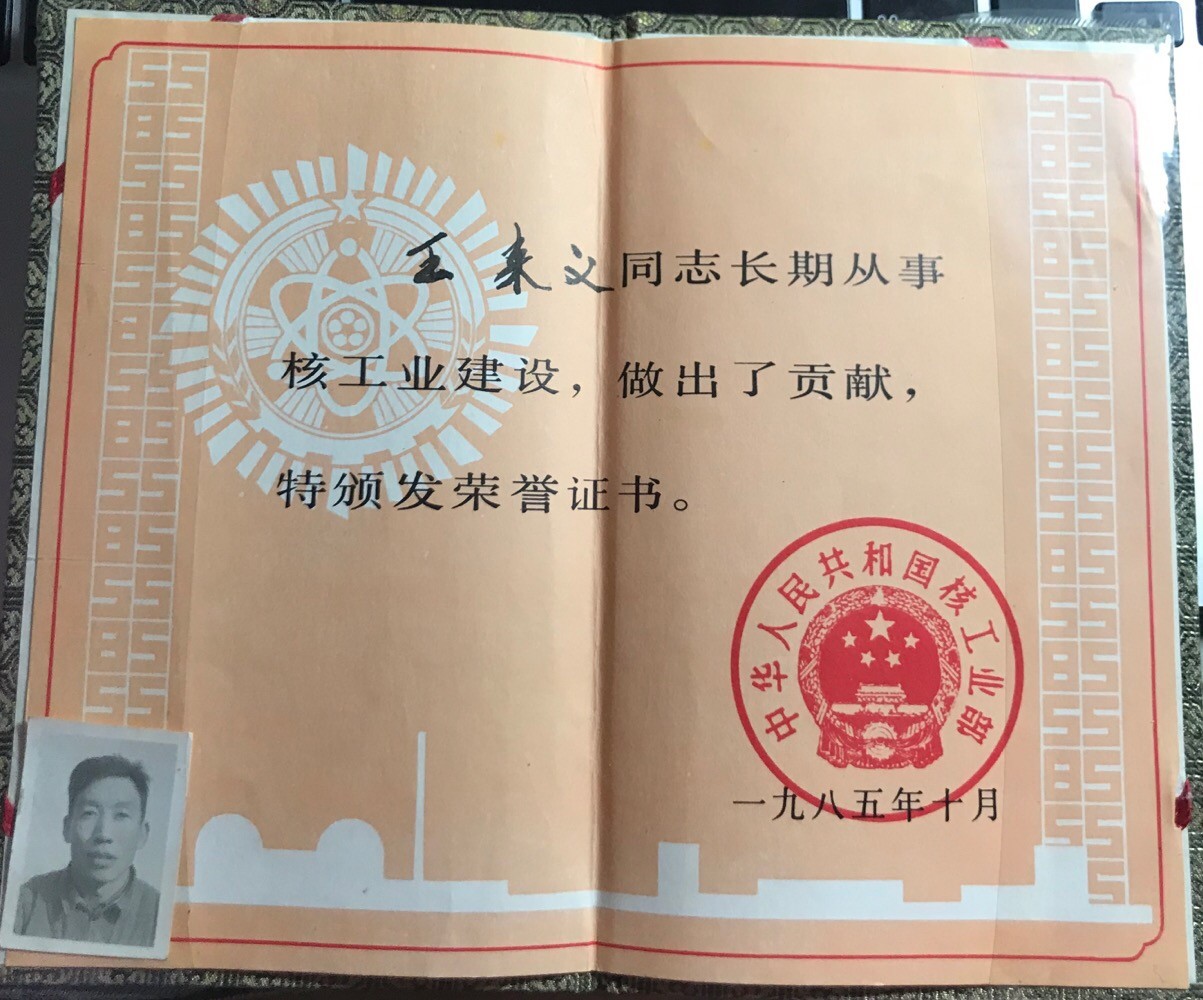 王来义同志长期从事
核工业建设，做出了贡献，
特颁发荣誉证书。
中华人民共和国核工业部
一九八五年十月